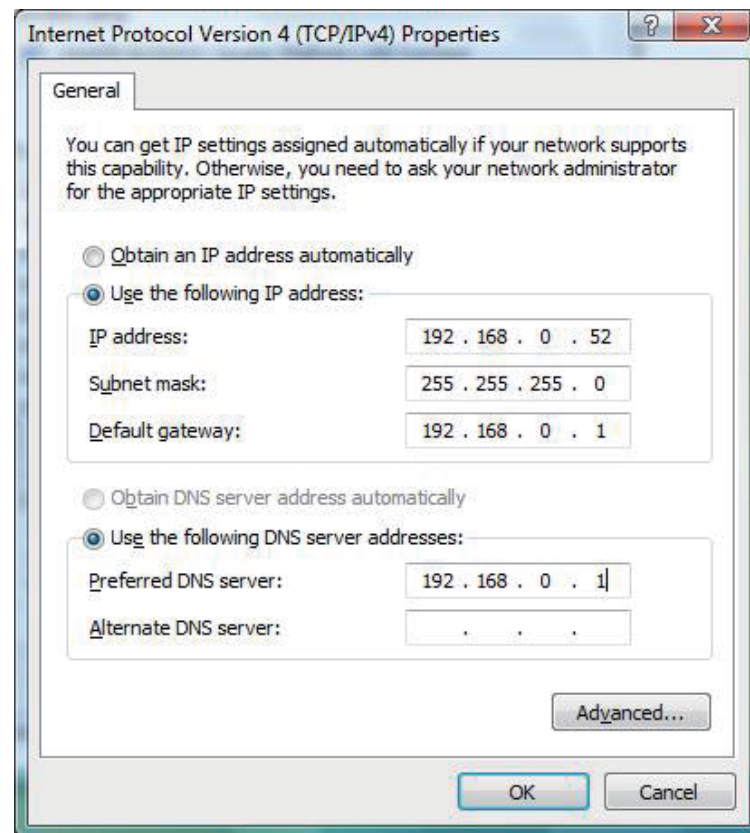 Internet Protocol Version 4 (TCP/IPv4) Properties
?
X
General
You can get IP settings assigned automatically if your network supports
this capability. Otherwise, you need to ask your network administrator
for the appropriate IP settings.
Obtain an IP address automatically
Use the following IP address:
IP address: 192 . 168 . 0 . 52
Subnet mask: 255 . 255 . 255 . 0
Default gateway: 192 . 168 . 0 . 1
Obtain DNS server address automatically
Use the following DNS server addresses:
Preferred DNS server: 192 . 168 . 0 . 1
Alternate DNS server: . . .
Advanced...
OK Cancel